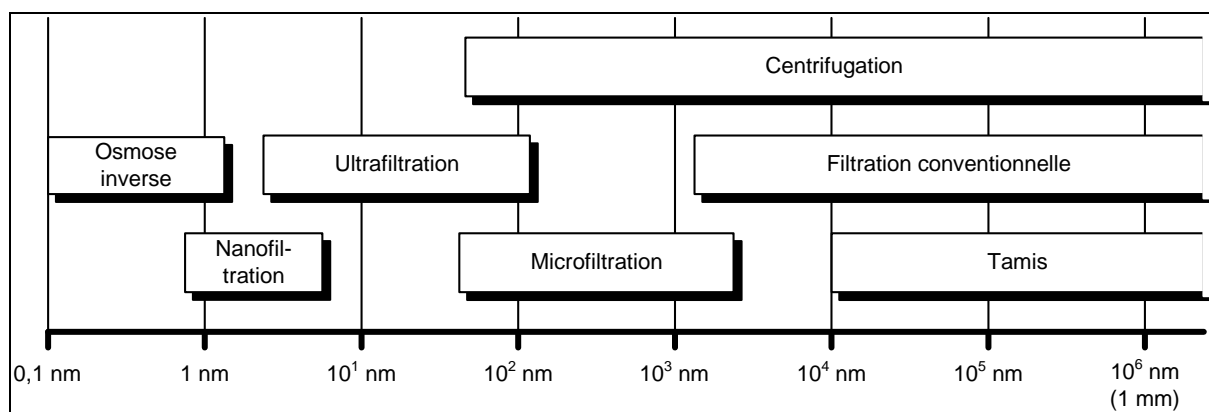 Centrifugation
Osmose
inverse
Ultrafiltration
Filtration conventionnelle
Nanofil-
tration
Microfiltration
Tamis
0,1 nm
1 nm
10¹ nm
10² nm
10³ nm
10⁴ nm
10⁵ nm
10⁶ nm
(1 mm)